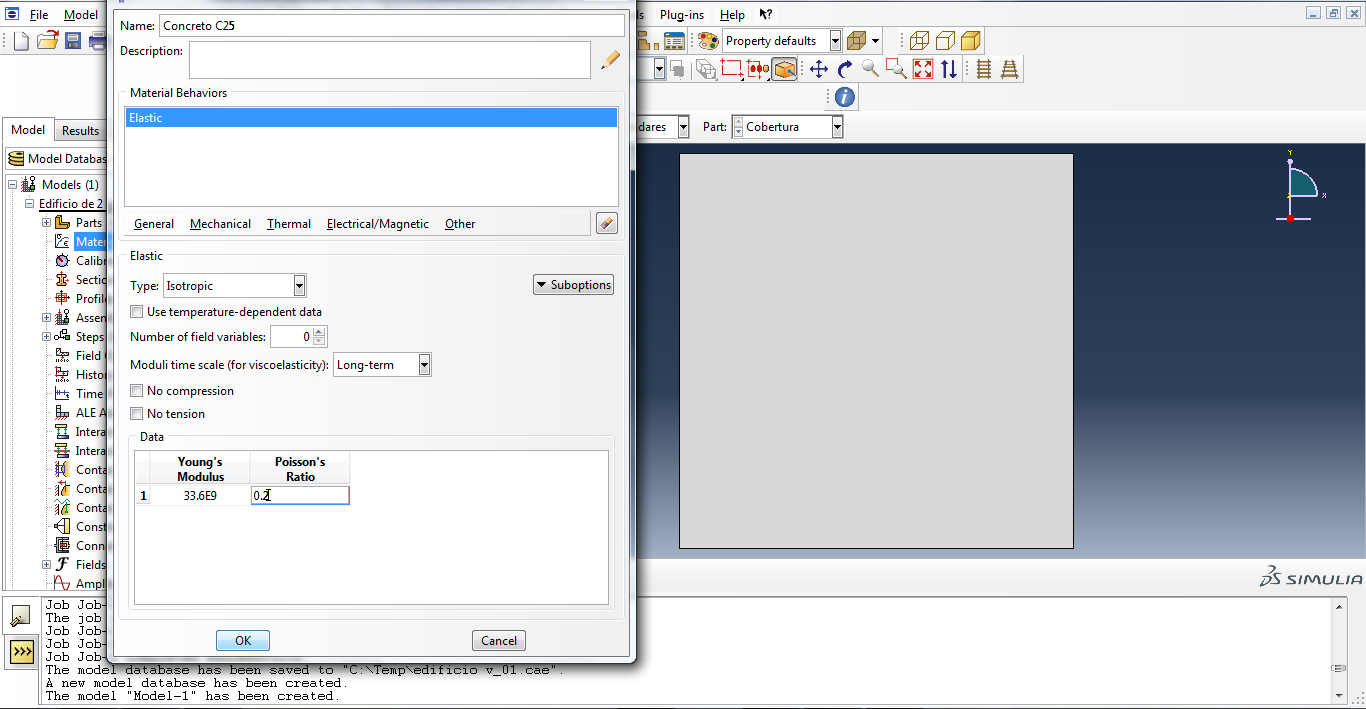 File Model
ls Plug-ins Help
Property defaults
Name: Concreto C25
Description:
Material Behaviors
Elastic
General Mechanical Thermal Electrical/Magnetic Other
Elastic
Type: Isotropic
Suboptions
Use temperature-dependent data
Number of field variables: 0
Moduli time scale (for viscoelasticity): Long-term
No compression
No tension
Data
Young's Modulus
Poisson's Ratio
1 33.6E9 0.2
OK Cancel
Model Results
dares Part: Cobertura
Model Databas
Models (1)
Edificio de 2
Parts
Mater
Calibr
Sectio
Profile
Assem
Steps
Field
Histor
Time
ALE A
Intera
Intera
Conta
Conta
Conta
Const
Conn
Fields
Ampl
Y
X
SIMULIA
Job Job-
The job
Job Job-
Job Job-
Job Job-
The model database has been saved to "C:\Temp\edificio v_01.cae".
A new model database has been created.
The model "Model-1" has been created.